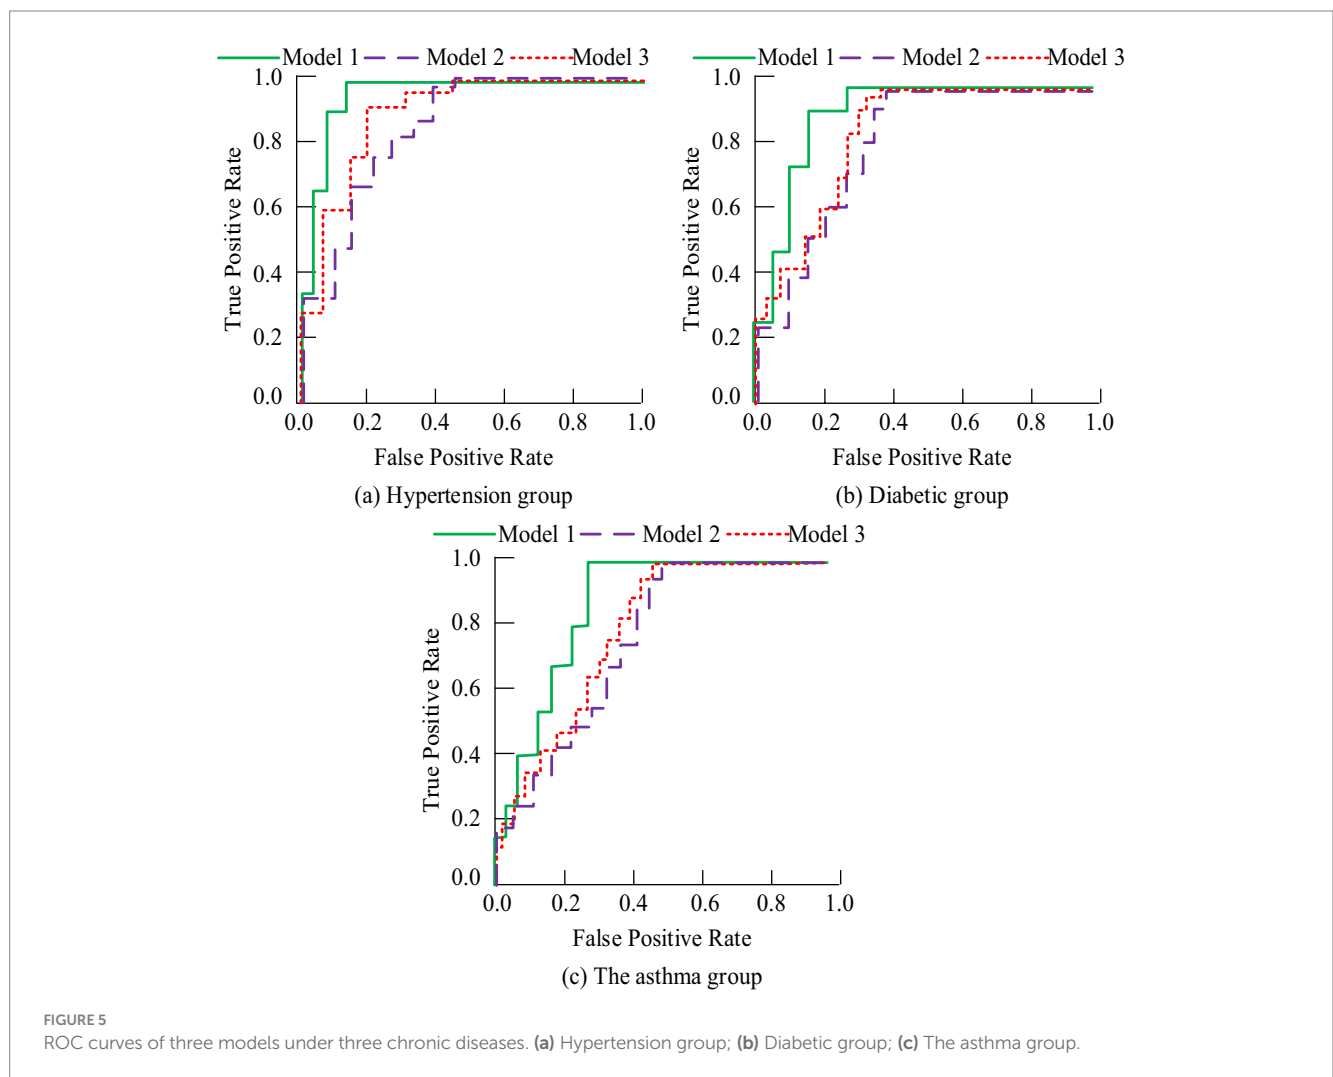 Model 1 Model 2 Model 3
1.0
0.8
0.6
0.4
0.2
0.0
True Positive Rate
0.0 0.2 0.4 0.6 0.8 1.0
False Positive Rate
(a) Hypertension group
Model 1 Model 2 Model 3
1.0
0.8
0.6
0.4
0.2
0.0
True Positive Rate
0.0 0.2 0.4 0.6 0.8 1.0
False Positive Rate
(b) Diabetic group
Model 1 Model 2 Model 3
1.0
0.8
0.6
0.4
0.2
0.0
True Positive Rate
0.0 0.2 0.4 0.6 0.8 1.0
False Positive Rate
(c) The asthma group
FIGURE 5
ROC curves of three models under three chronic diseases. (a) Hypertension group; (b) Diabetic group; (c) The asthma group.